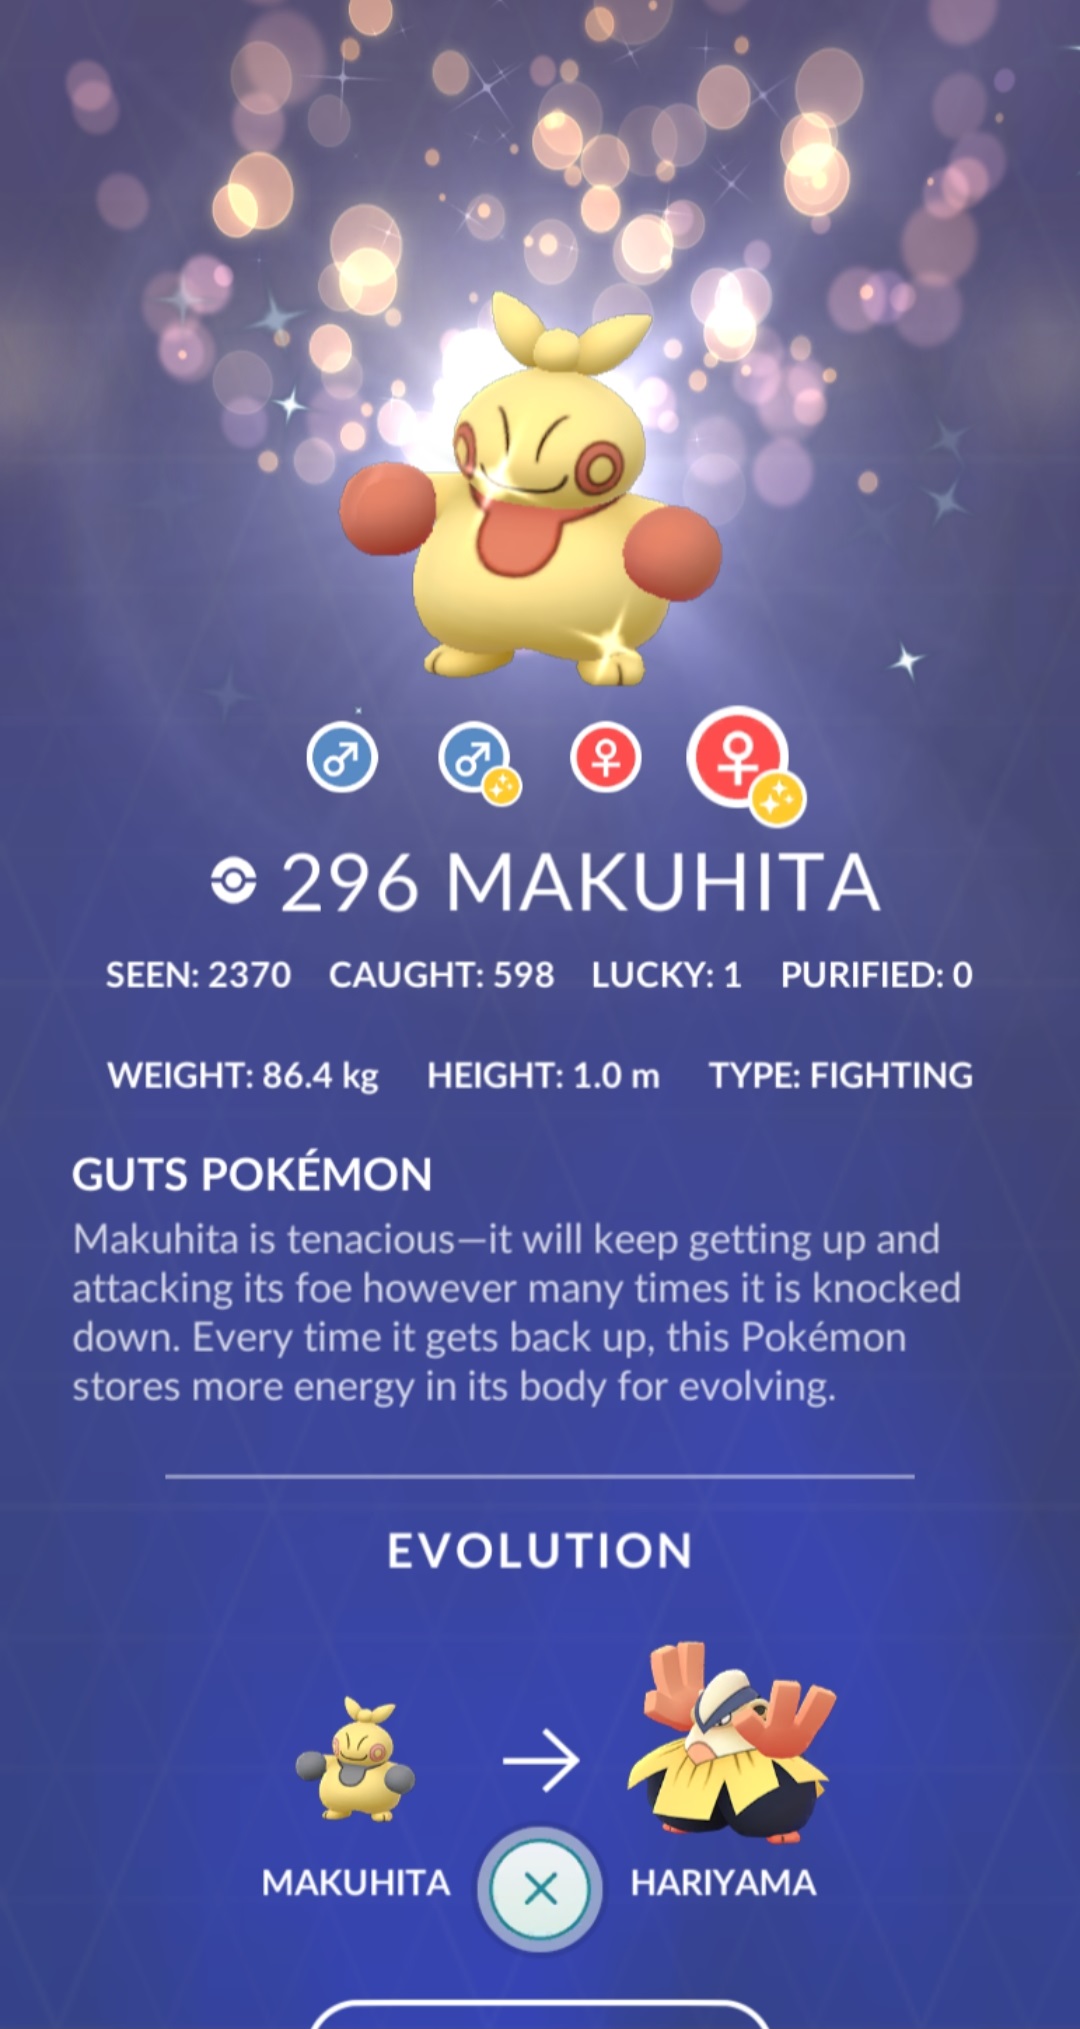 296 MAKUHITA
SEEN: 2370 CAUGHT: 598 LUCKY: 1 PURIFIED: 0
WEIGHT: 86.4 kg HEIGHT: 1.0 m TYPE: FIGHTING
GUTS POKÉMON
Makuhita is tenacious—it will keep getting up and
attacking its foe however many times it is knocked
down. Every time it gets back up, this Pokémon
stores more energy in its body for evolving.
EVOLUTION
MAKUHITA HARIYAMA